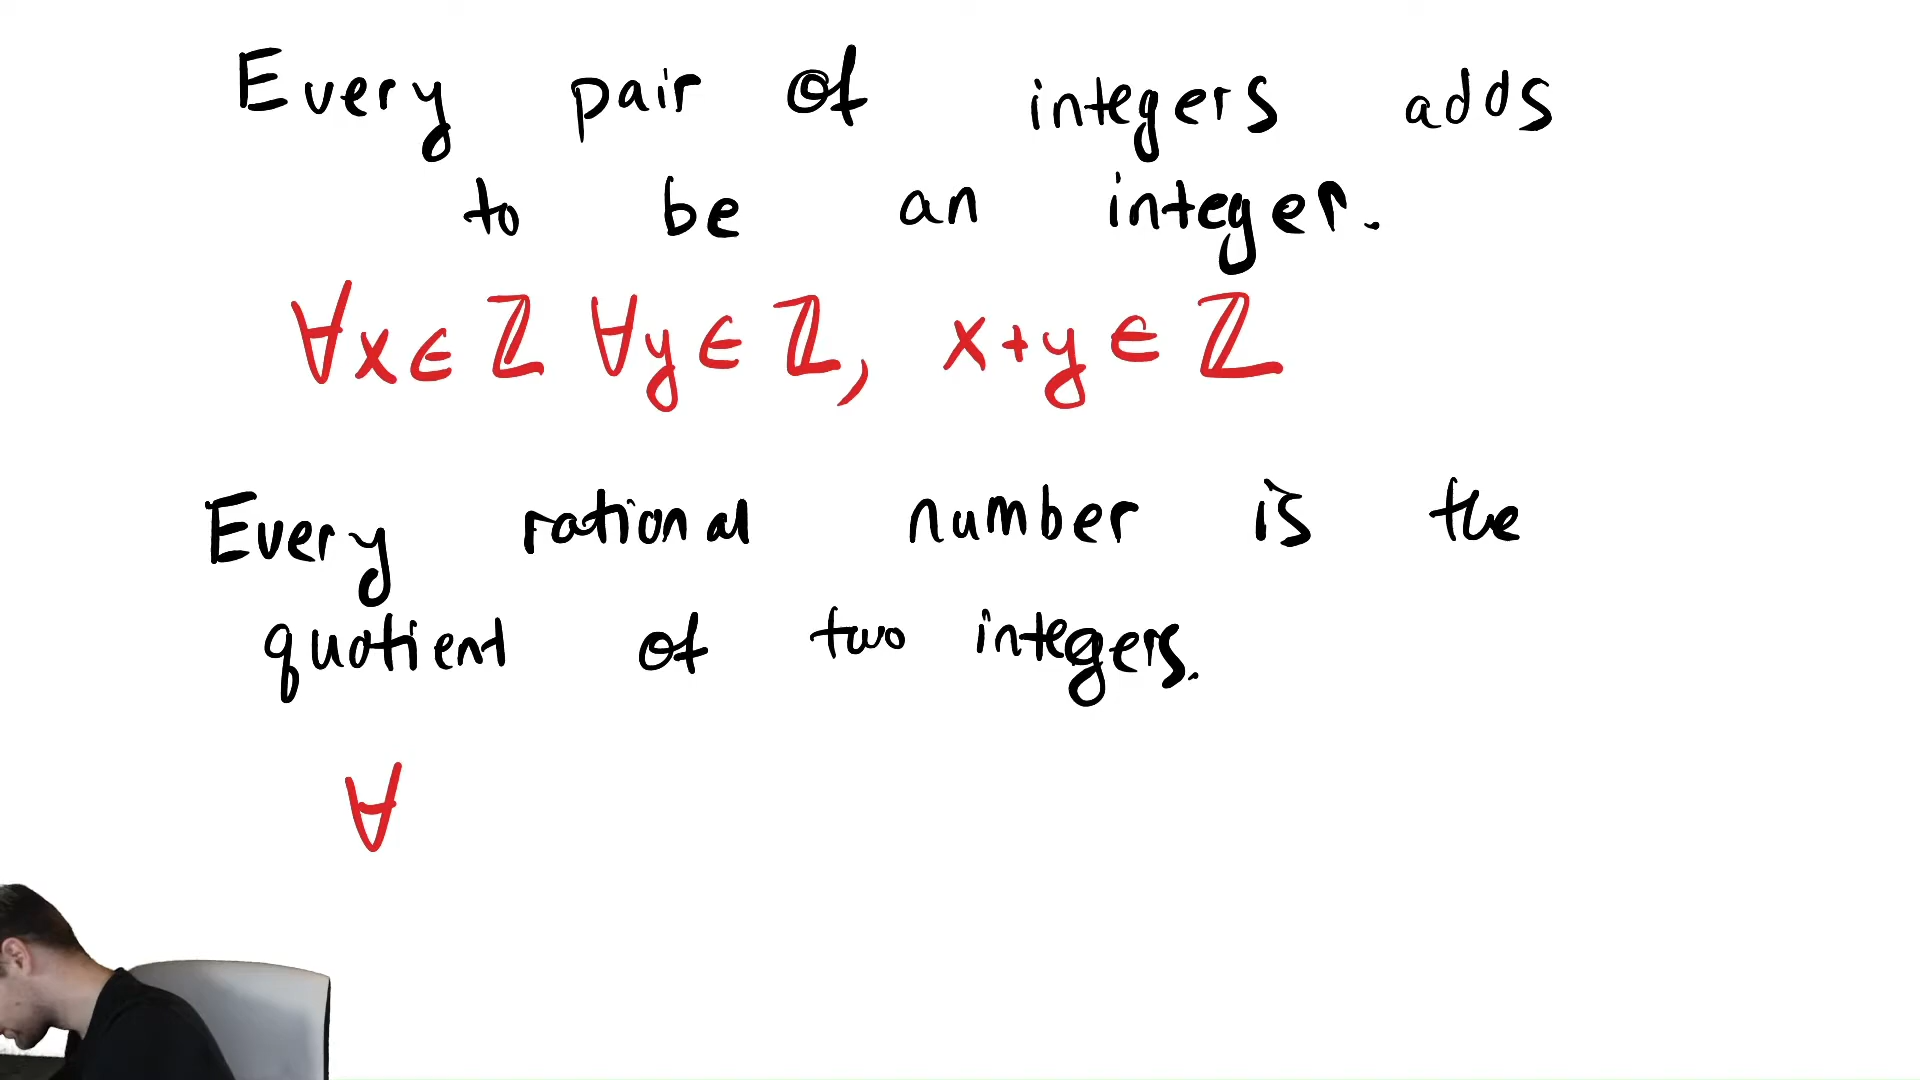 Every pair of integers adds
to be an integer.
∀x∈ℤ ∀y∈ℤ, x+y∈ℤ
Every rational number is the
quotient of two integers.
∀